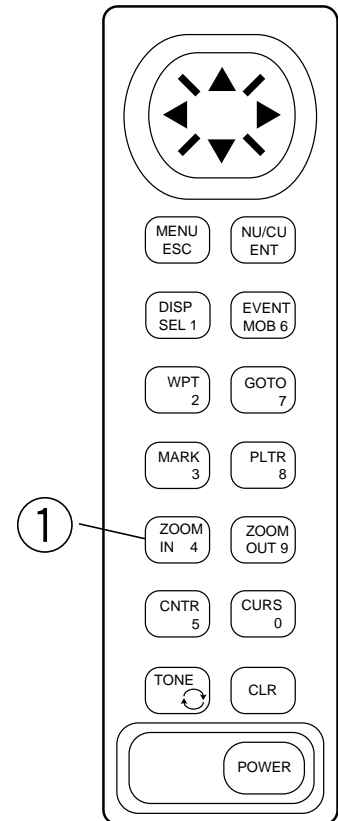 MENU
ESC
NU/CU
ENT
DISP
SEL 1
EVENT
MOB 6
WPT
2
GOTO
7
MARK
3
PLTR
8
1
ZOOM
IN 4
ZOOM
OUT 9
CNTR
5
CURS
0
TONE
CLR
POWER